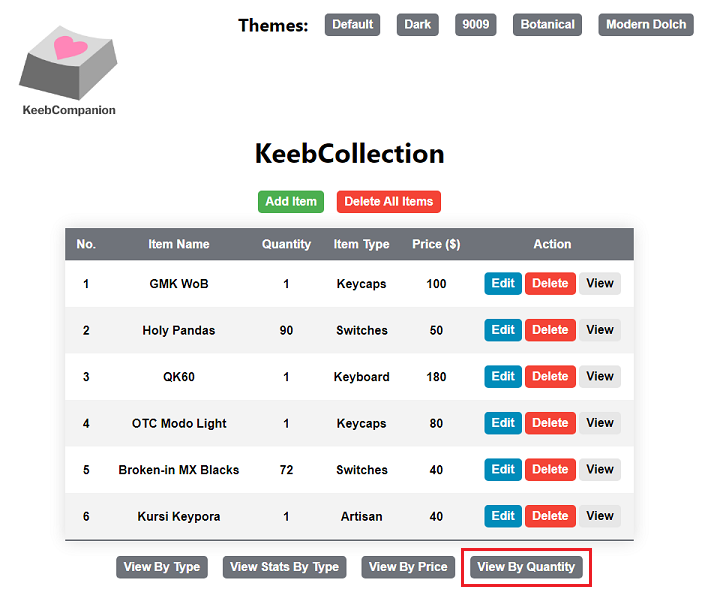 Themes: Default Dark 9009 Botanical Modern Dolch
KeebCompanion
KeebCollection
Add Item Delete All Items
No. Item Name Quantity Item Type Price ($) Action
1 GMK WoB 1 Keycaps 100 Edit Delete View
2 Holy Pandas 90 Switches 50 Edit Delete View
3 QK60 1 Keyboard 180 Edit Delete View
4 OTC Modo Light 1 Keycaps 80 Edit Delete View
5 Broken-in MX Blacks 72 Switches 40 Edit Delete View
6 Kursi Keypora 1 Artisan 40 Edit Delete View
View By Type View Stats By Type View By Price View By Quantity